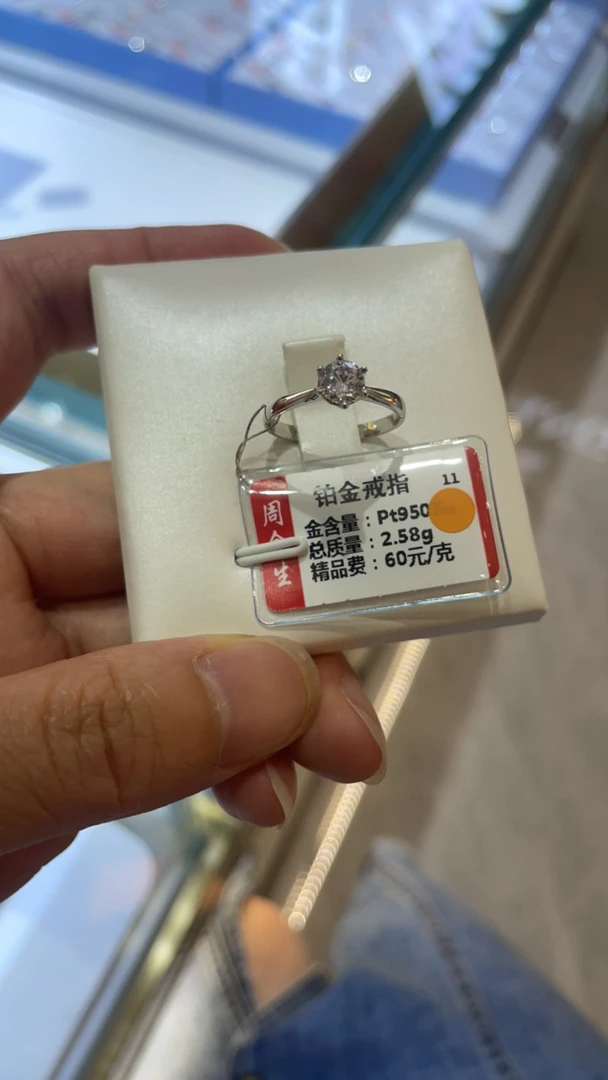 铂金戒指
11
金含量：Pt950
总质量：2.58g
精品费：60元/克
周
生